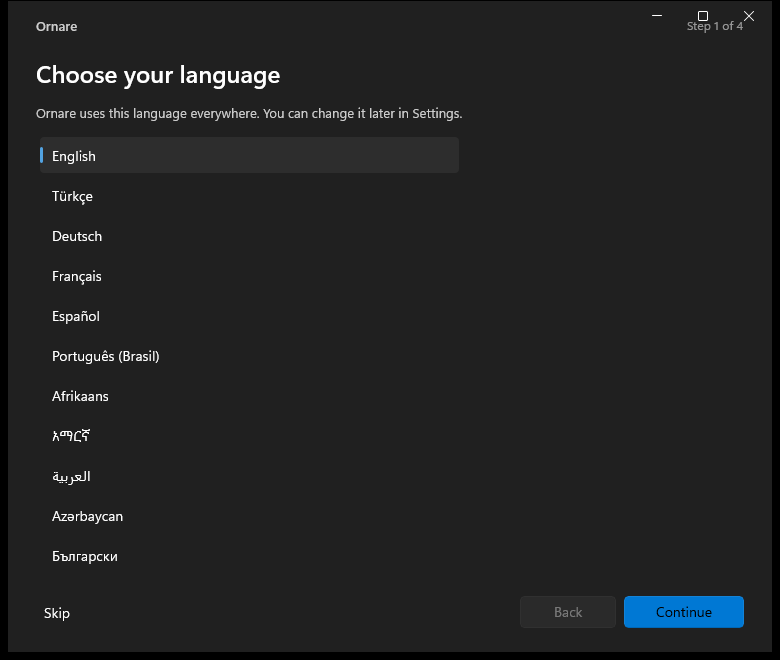 Ornare
Step 1 of 4
Choose your language
Ornare uses this language everywhere. You can change it later in Settings.
English
Türkçe
Deutsch
Français
Español
Português (Brasil)
Afrikaans
አማርኛ
العربية
Azərbaycan
Български
Skip
Back
Continue